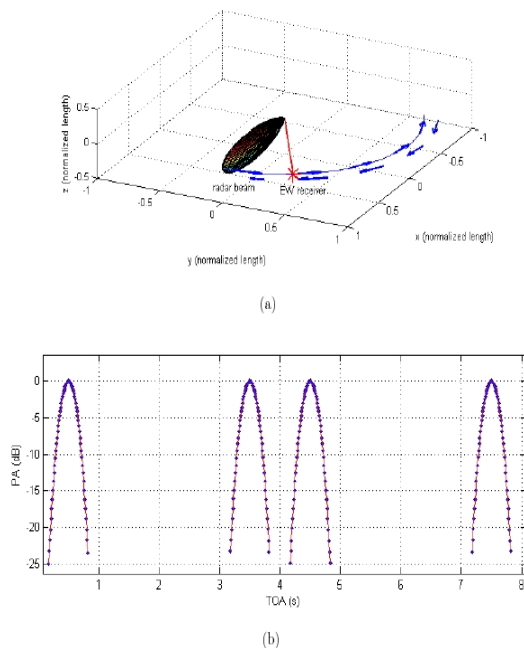 0.5
0
-0.5
-1
z (normalized length)
-0.5
0
0.5
1
y (normalized length)
-1
-0.5
0
0.5
1
x (normalized length)
radar beam
EW receiver
(a)
0
-5
-10
-15
-20
-25
PA (dB)
1 2 3 4 5 6 7 8
TOA (s)
(b)